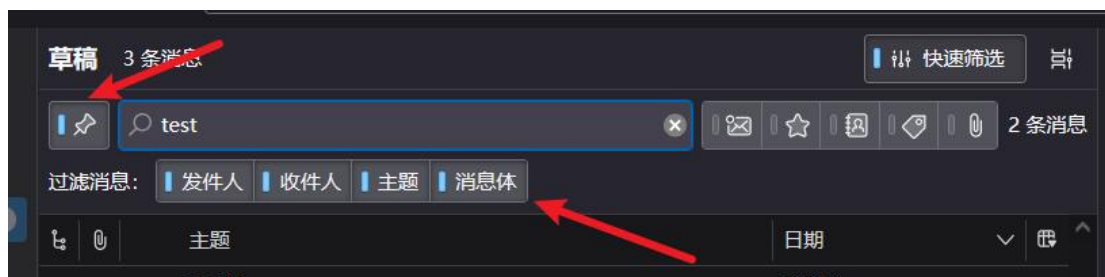 草稿 3 条消息 快速筛选
test 2 条消息
过滤消息: 发件人 收件人 主题 消息体
主题 日期